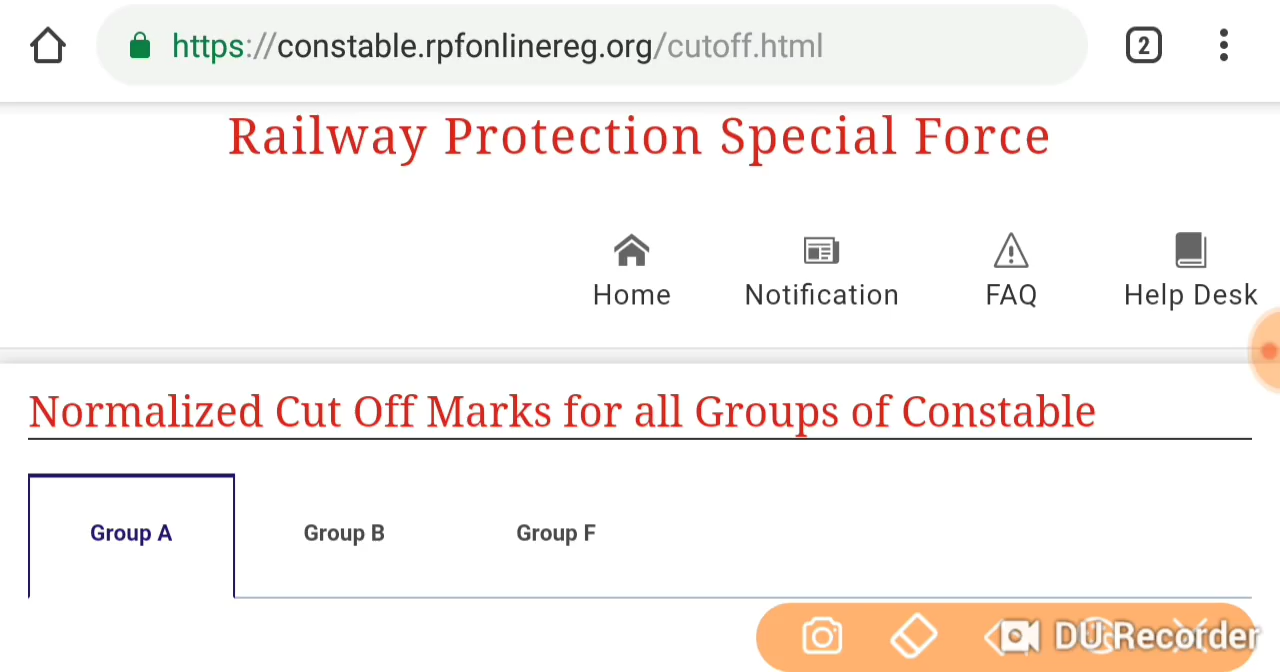 https://constable.rpfonlinereg.org/cutoff.html
2
Railway Protection Special Force
Home Notification FAQ Help Desk
Normalized Cut Off Marks for all Groups of Constable
Group A Group B Group F
DU Recorder